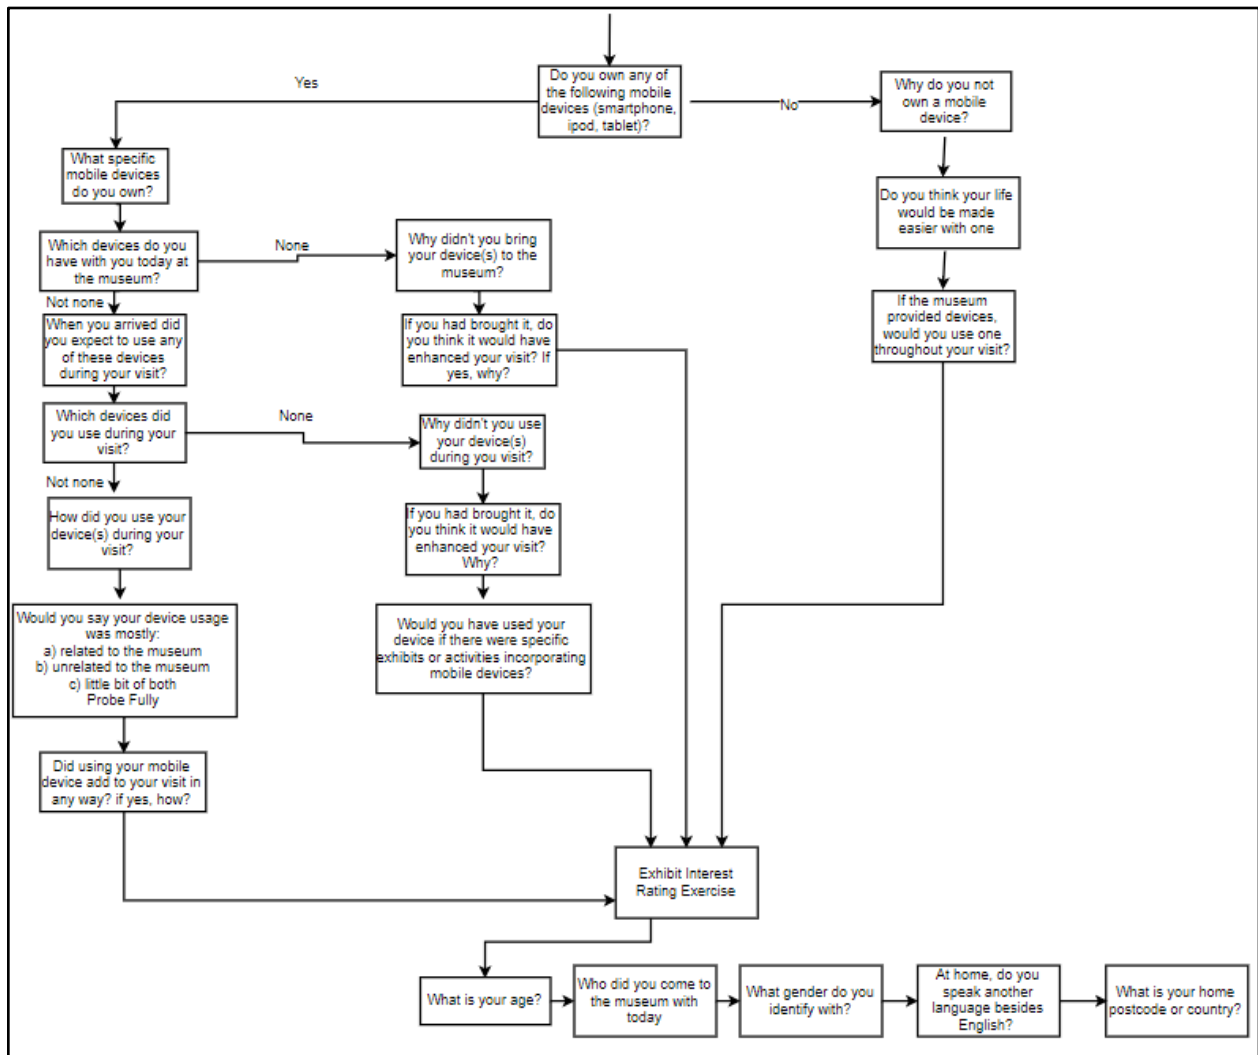 Do you own any of
the following mobile
devices (smartphone,
ipod, tablet)?
Yes
No
Why do you not
own a mobile
device?
What specific
mobile devices
do you own?
Do you think your life
would be made
easier with one
Which devices do you
have with you today at
the museum?
None
Why didn't you bring
your device(s) to the
museum?
If the museum
provided devices,
would you use one
throughout your visit?
Not none
When you arrived did
you expect to use any
of these devices
during your visit?
If you had brought it, do
you think it would have
enhanced your visit? If
yes, why?
Which devices did
you use during your
visit?
None
Why didn't you use
your device(s)
during you visit?
Not none
How did you use your
device(s) during your
visit?
If you had brought it, do
you think it would have
enhanced your visit?
Why?
Would you say your device usage
was mostly:
a) related to the museum
b) unrelated to the museum
c) little bit of both
Probe Fully
Would you have used your
device if there were specific
exhibits or activities incorporating
mobile devices?
Did using your mobile
device add to your visit in
any way? if yes, how?
Exhibit Interest
Rating Exercise
What is your age?
Who did you come to
the museum with
today
What gender do you
identify with?
At home, do you
speak another
language besides
English?
What is your home
postcode or country?